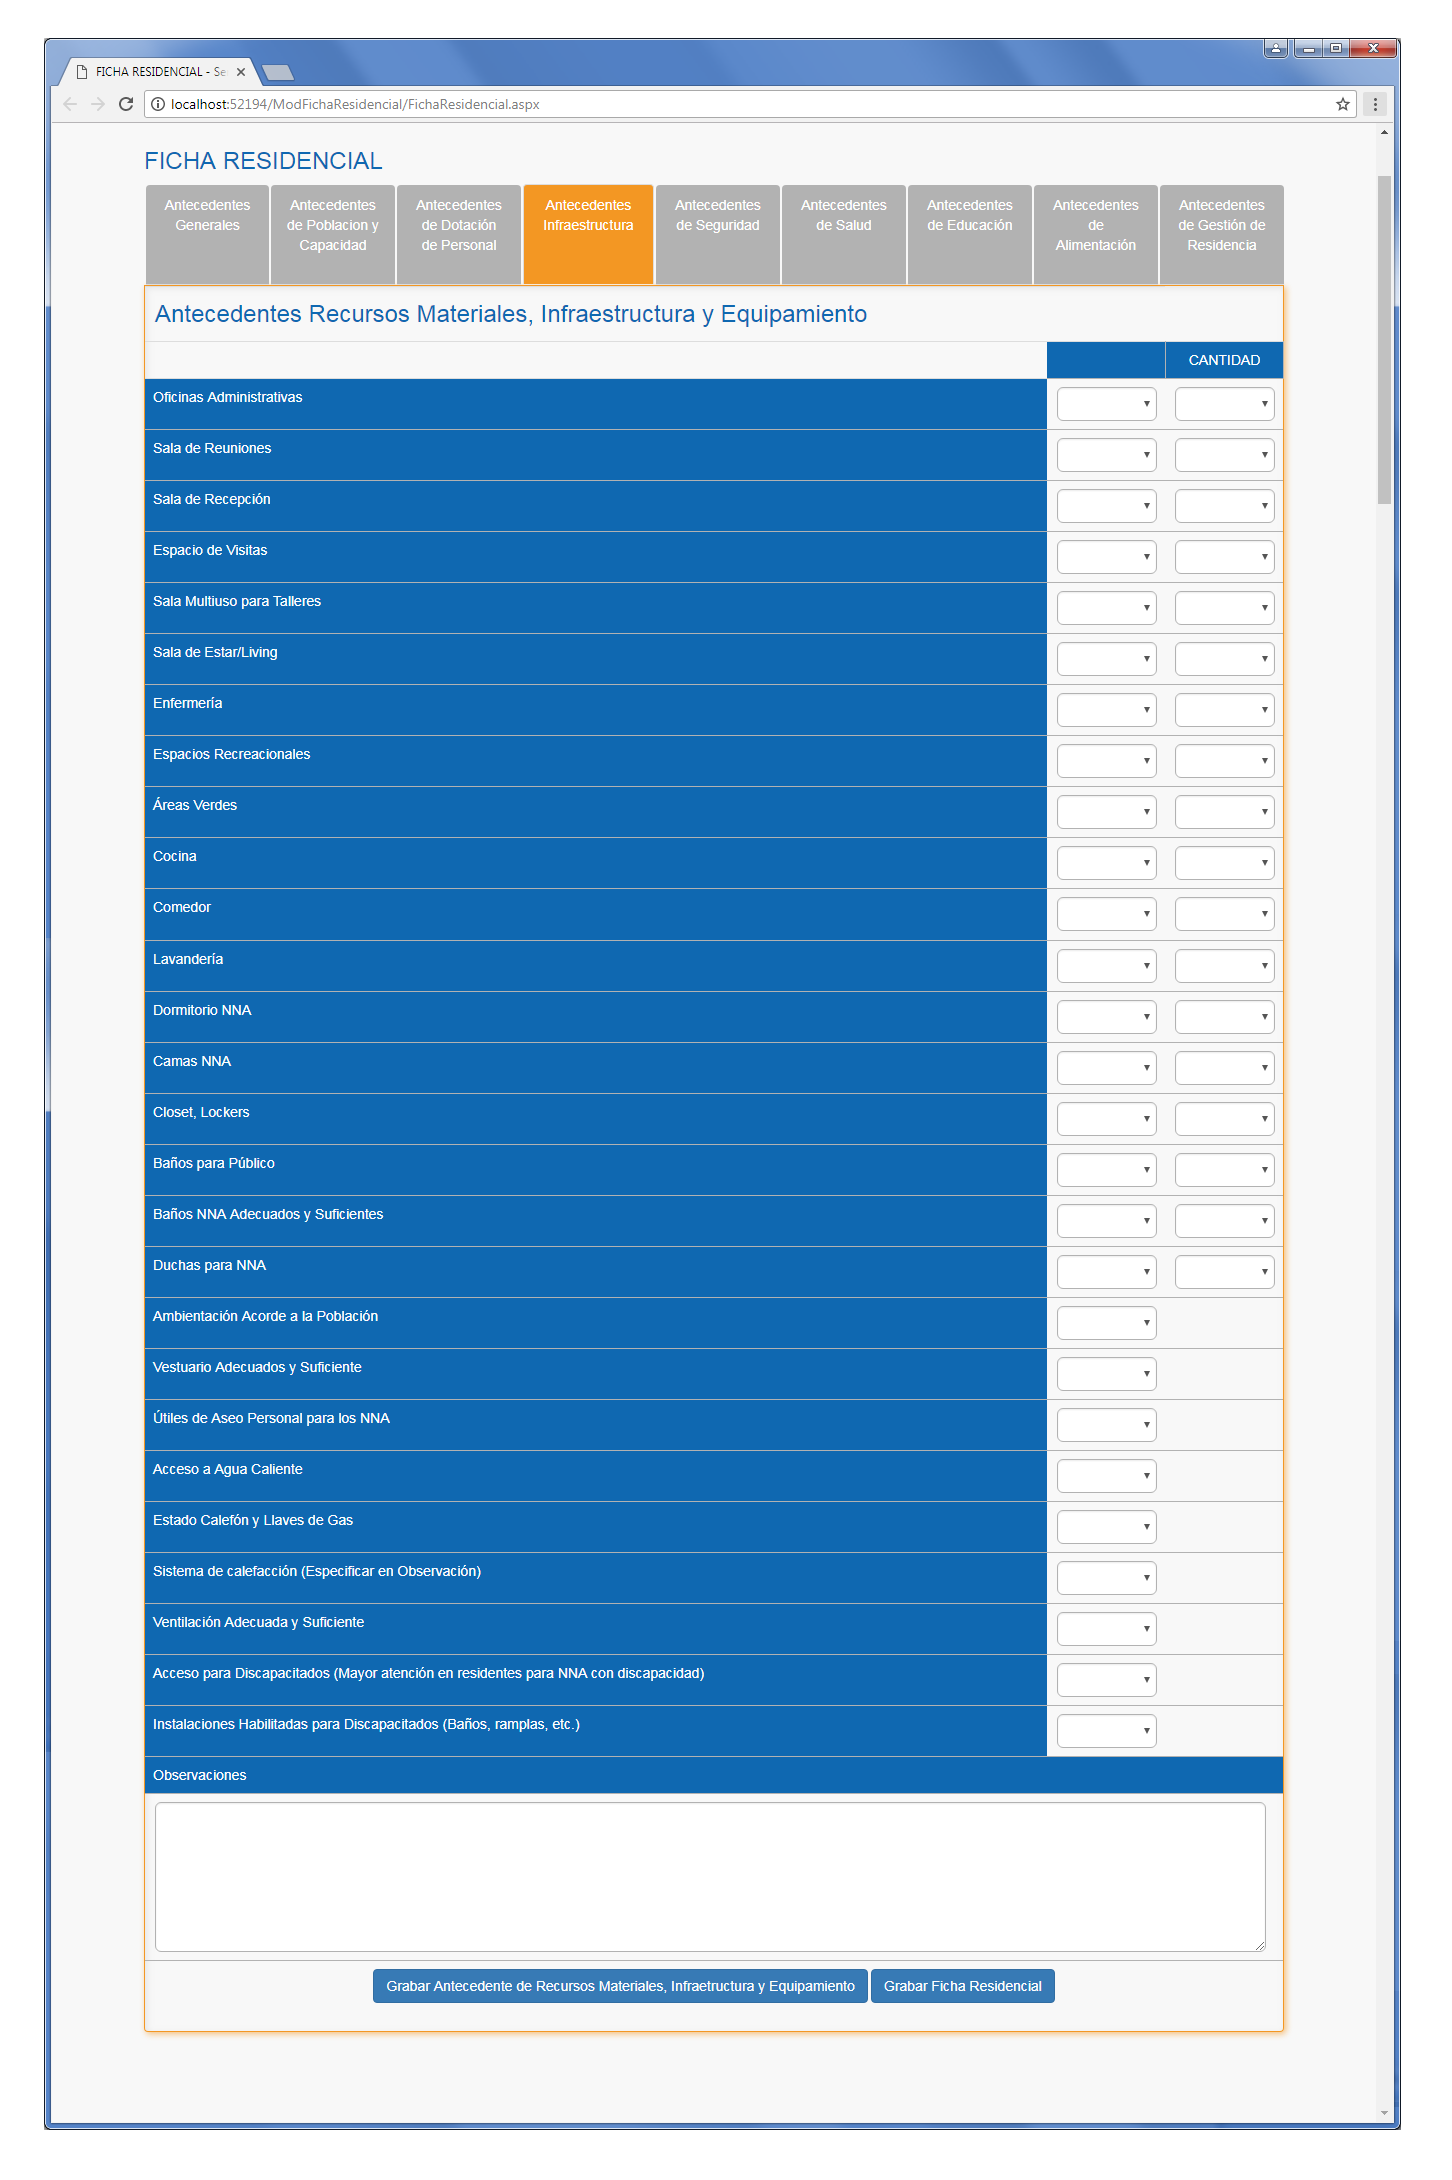 FICHA RESIDENCIAL - Se
localhost:52194/ModFichaResidencial/FichaResidencial.aspx
FICHA RESIDENCIAL
Antecedentes
Generales
Antecedentes
de Poblacion y
Capacidad
Antecedentes
de Dotación
de Personal
Antecedentes
Infraestructura
Antecedentes
de Seguridad
Antecedentes
de Salud
Antecedentes
de Educación
Antecedentes
de
Alimentación
Antecedentes
de Gestión de
Residencia
Antecedentes Recursos Materiales, Infraestructura y Equipamiento
CANTIDAD
Oficinas Administrativas
Sala de Reuniones
Sala de Recepción
Espacio de Visitas
Sala Multiuso para Talleres
Sala de Estar/Living
Enfermería
Espacios Recreacionales
Áreas Verdes
Cocina
Comedor
Lavandería
Dormitorio NNA
Camas NNA
Closet, Lockers
Baños para Público
Baños NNA Adecuados y Suficientes
Duchas para NNA
Ambientación Acorde a la Población
Vestuario Adecuados y Suficiente
Útiles de Aseo Personal para los NNA
Acceso a Agua Caliente
Estado Calefón y Llaves de Gas
Sistema de calefacción (Especificar en Observación)
Ventilación Adecuada y Suficiente
Acceso para Discapacitados (Mayor atención en residentes para NNA con discapacidad)
Instalaciones Habilitadas para Discapacitados (Baños, ramplas, etc.)
Observaciones
Grabar Antecedente de Recursos Materiales, Infraetructura y Equipamiento
Grabar Ficha Residencial